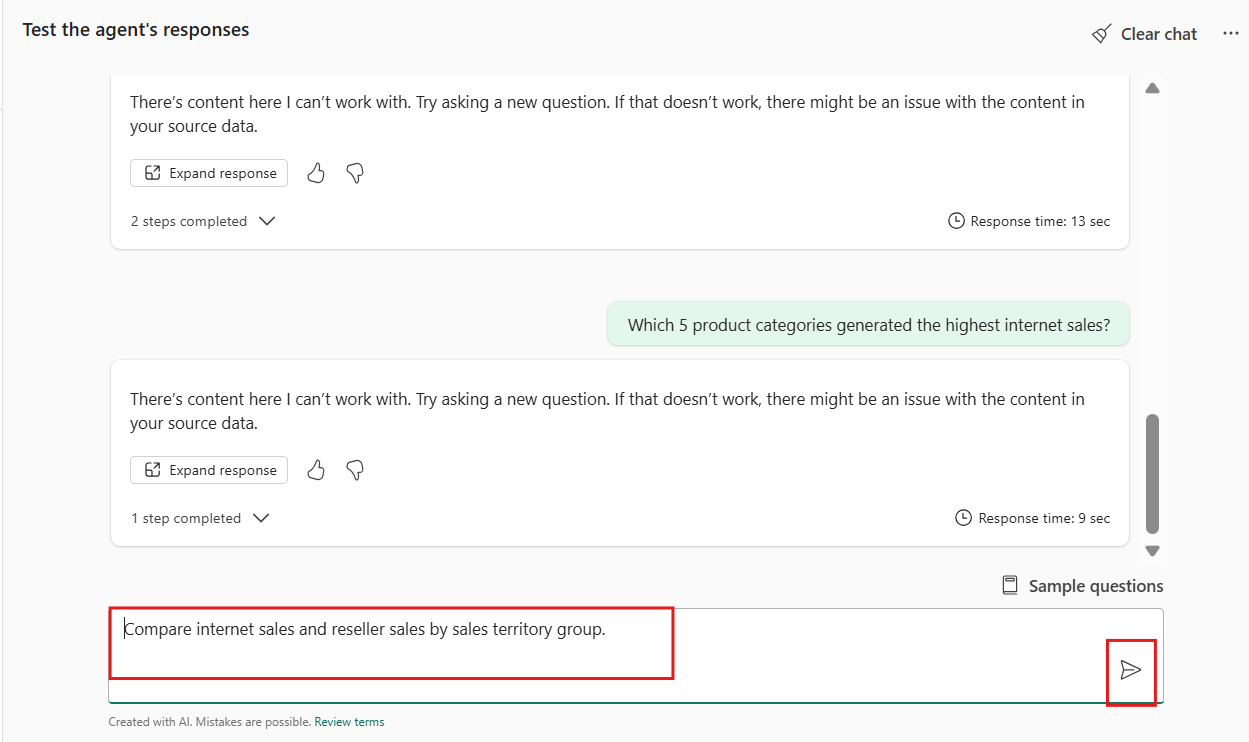 Test the agent's responses
Clear chat
There’s content here I can’t work with. Try asking a new question. If that doesn’t work, there might be an issue with the content in
your source data.
Expand response
2 steps completed
Response time: 13 sec
Which 5 product categories generated the highest internet sales?
There’s content here I can’t work with. Try asking a new question. If that doesn’t work, there might be an issue with the content in
your source data.
Expand response
1 step completed
Response time: 9 sec
Sample questions
Compare internet sales and reseller sales by sales territory group.
Created with AI. Mistakes are possible. Review terms